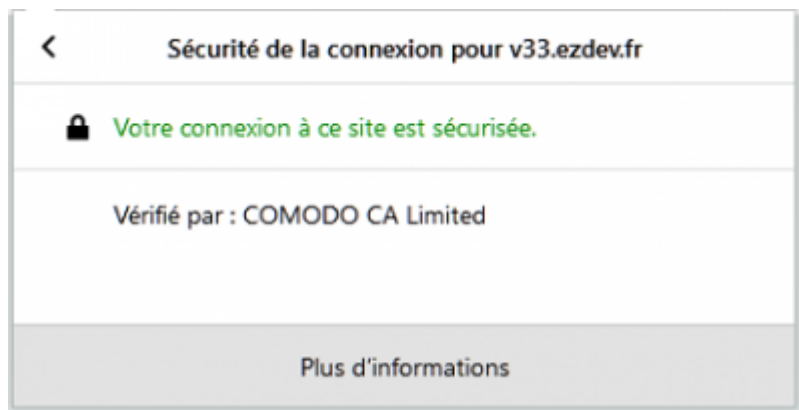 Sécurité de la connexion pour v33.ezdev.fr
Votre connexion à ce site est sécurisée.
Vérifié par : COMODO CA Limited
Plus d'informations